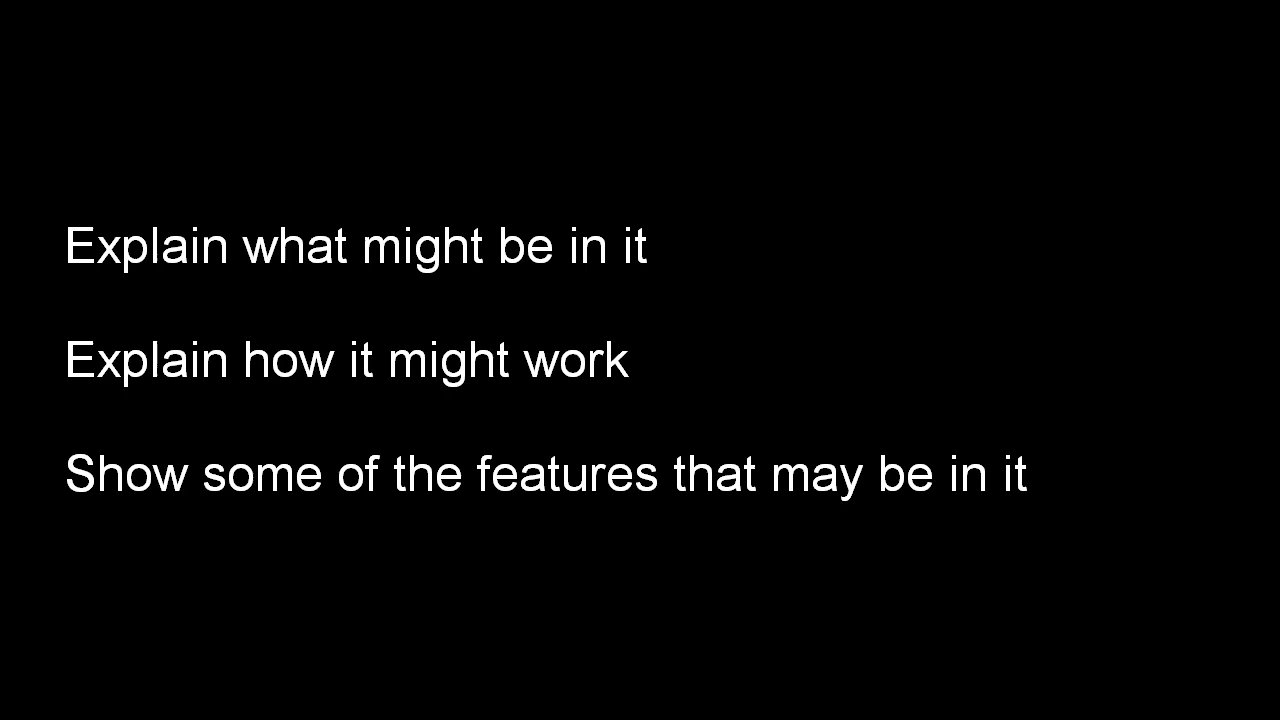 Explain what might be in it
Explain how it might work
Show some of the features that may be in it